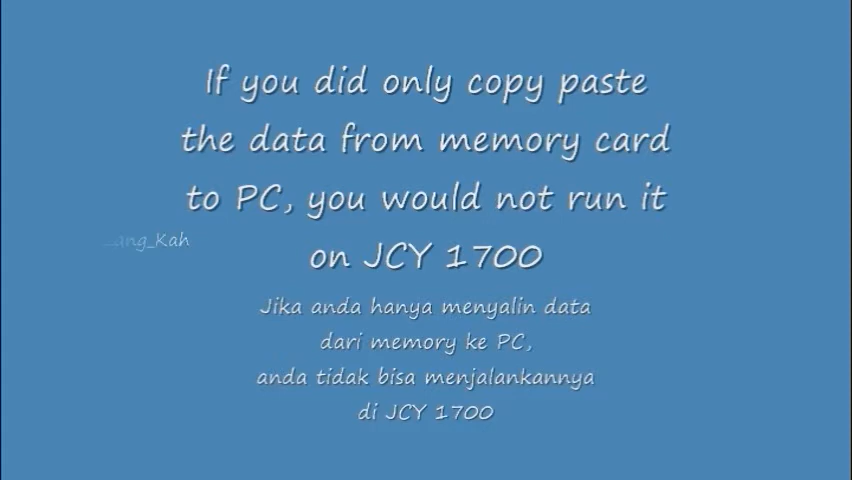 If you did only copy paste
the data from memory card
to PC, you would not run it
on JCY 1700
Jika anda hanya menyalin data
dari memory ke PC,
anda tidak bisa menjalankannya
di JCY 1700